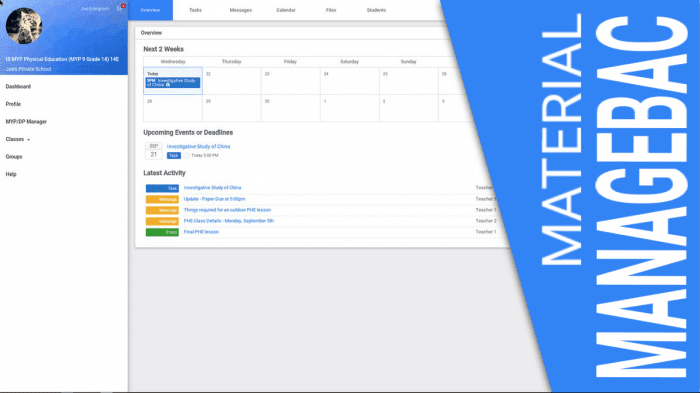 Joe Evergreen
IB MYP Physical Education (MYP 9 Grade 14) 14E
Joe's Private School
Dashboard
Profile
MYP/DP Manager
Classes
Groups
Help
Overview
Tasks
Messages
Calendar
Files
Students
Overview
Next 2 Weeks
Wednesday
Thursday
Friday
Saturday
Sunday
Today
22
23
24
25
26
5PM Investigative Study
of China
28
29
30
1
2
3
Upcoming Events or Deadlines
SEP
21
Investigative Study of China
Task
Today 5:00 PM
Latest Activity
Task
Investigative Study of China
Teacher
Message
Update - Paper Due at 5:00pm
Teacher 1
Message
Things required for an outdoor PHE lesson
Teacher 1
Message
PHE Class Details - Monday, September 5th
Teacher 2
Final PHE lesson
Teacher 1
MATERIAL
MANAGEBAC